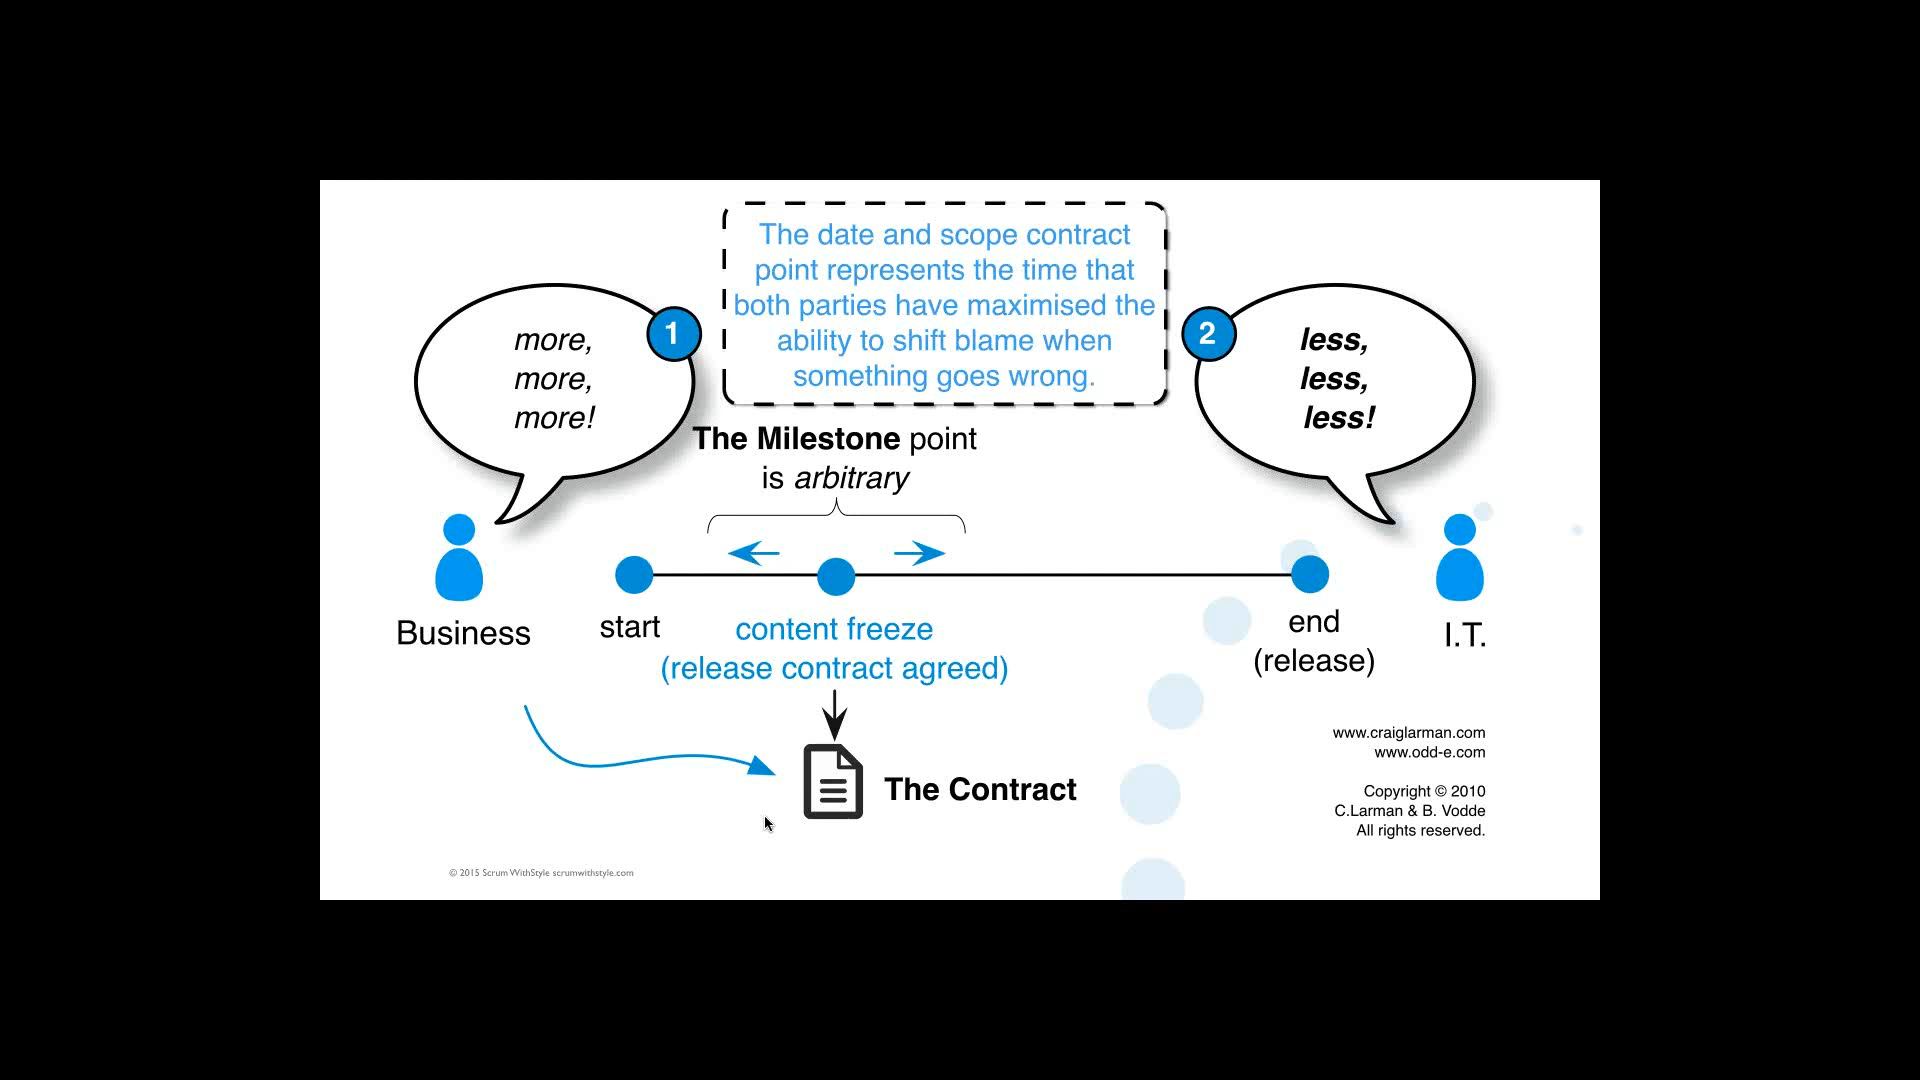 The date and scope contract
point represents the time that
both parties have maximised the
ability to shift blame when
something goes wrong.
more,
more,
more!
1
2
less,
less,
less!
The Milestone point
is arbitrary
Business
start
content freeze
(release contract agreed)
end
(release)
I.T.
The Contract
www.craiglarman.com
www.odd-e.com
Copyright © 2010
C.Larman & B. Vodde
All rights reserved.
© 2015 Scrum WithStyle scrumwithstyle.com